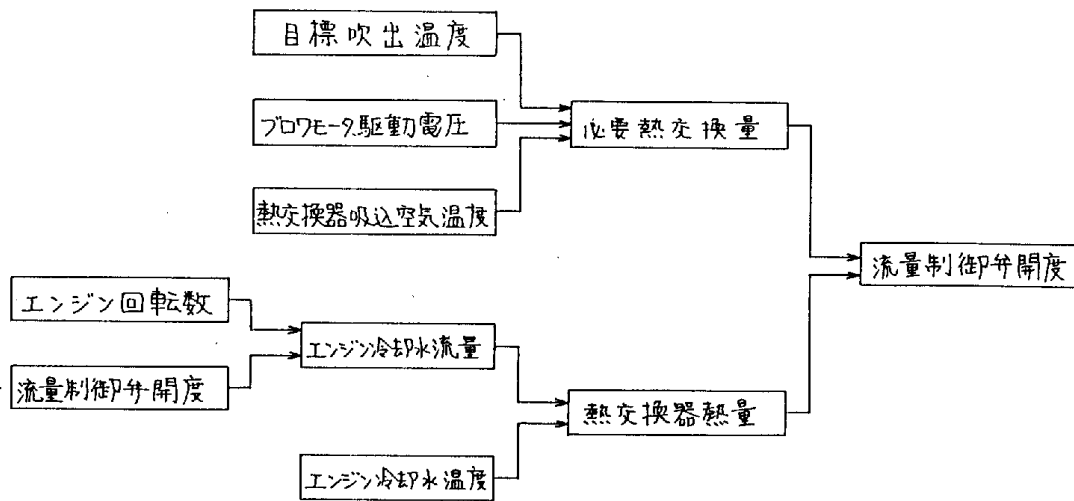 目標吹出温度
ブロワモータ駆動電圧
必要熱交換量
熱交換器吸込空気温度
流量制御弁開度
エンジン回転数
エンジン冷却水流量
流量制御弁開度
熱交換器熱量
エンジン冷却水温度